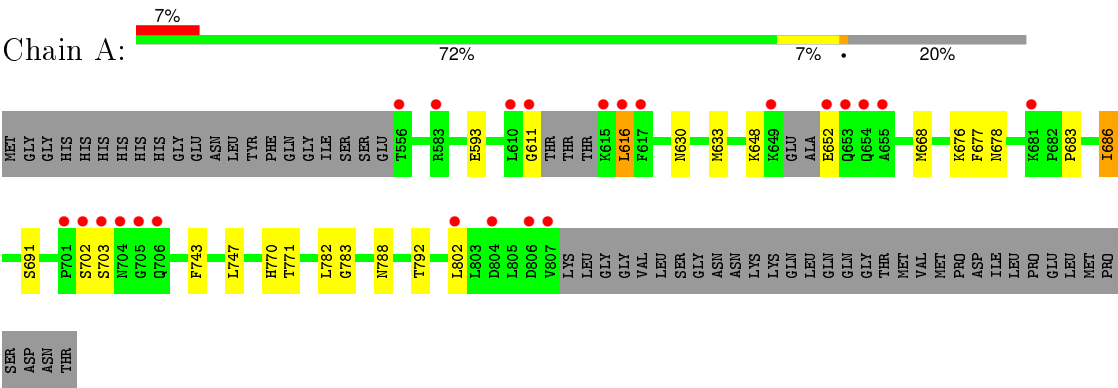 7%
Chain A:
72% 7% • 20%
MET GLY GLY HIS HIS HIS HIS HIS HIS HIS GLY GLU ASN LEU TYR PHE GLN GLY ILE SER SER GLU T556 R583 E593 L610 G611 THR THR THR K615 L616 F617 N630 M633 K648 K649 GLU ALA E652 Q653 Q654 A655 M668 K676 F677 N678 K681 P682 P683 I686
S691 P701 S702 S703 N704 G705 Q706 F743 L747 H770 T771 L782 G783 N788 T792 L802 L803 D804 L805 D806 V807 LYS LEU GLY GLY VAL LEU SER GLY ASN ASN LYS LYS GLN LEU GLN GLN GLY THR MET VAL MET PRO ASP ILE LEU PRO GLU LEU MET PRO
SER ASP ASN THR